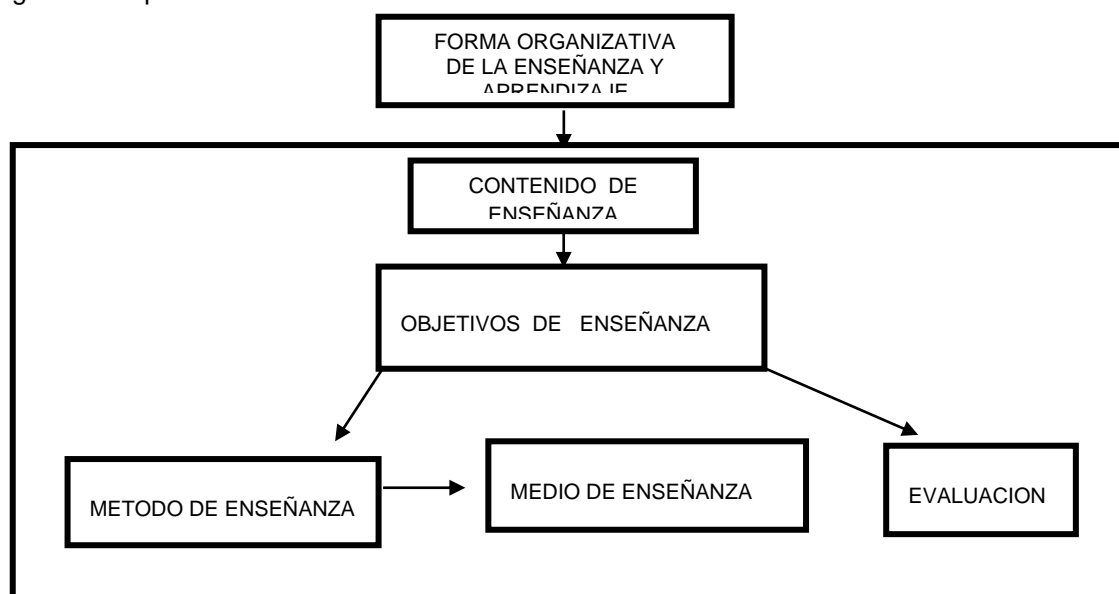 FORMA ORGANIZATIVA
DE LA ENSEÑANZA Y
APRENDIZAJE
CONTENIDO DE
ENSEÑANZA
OBJETIVOS DE ENSEÑANZA
METODO DE ENSEÑANZA
MEDIO DE ENSEÑANZA
EVALUACION